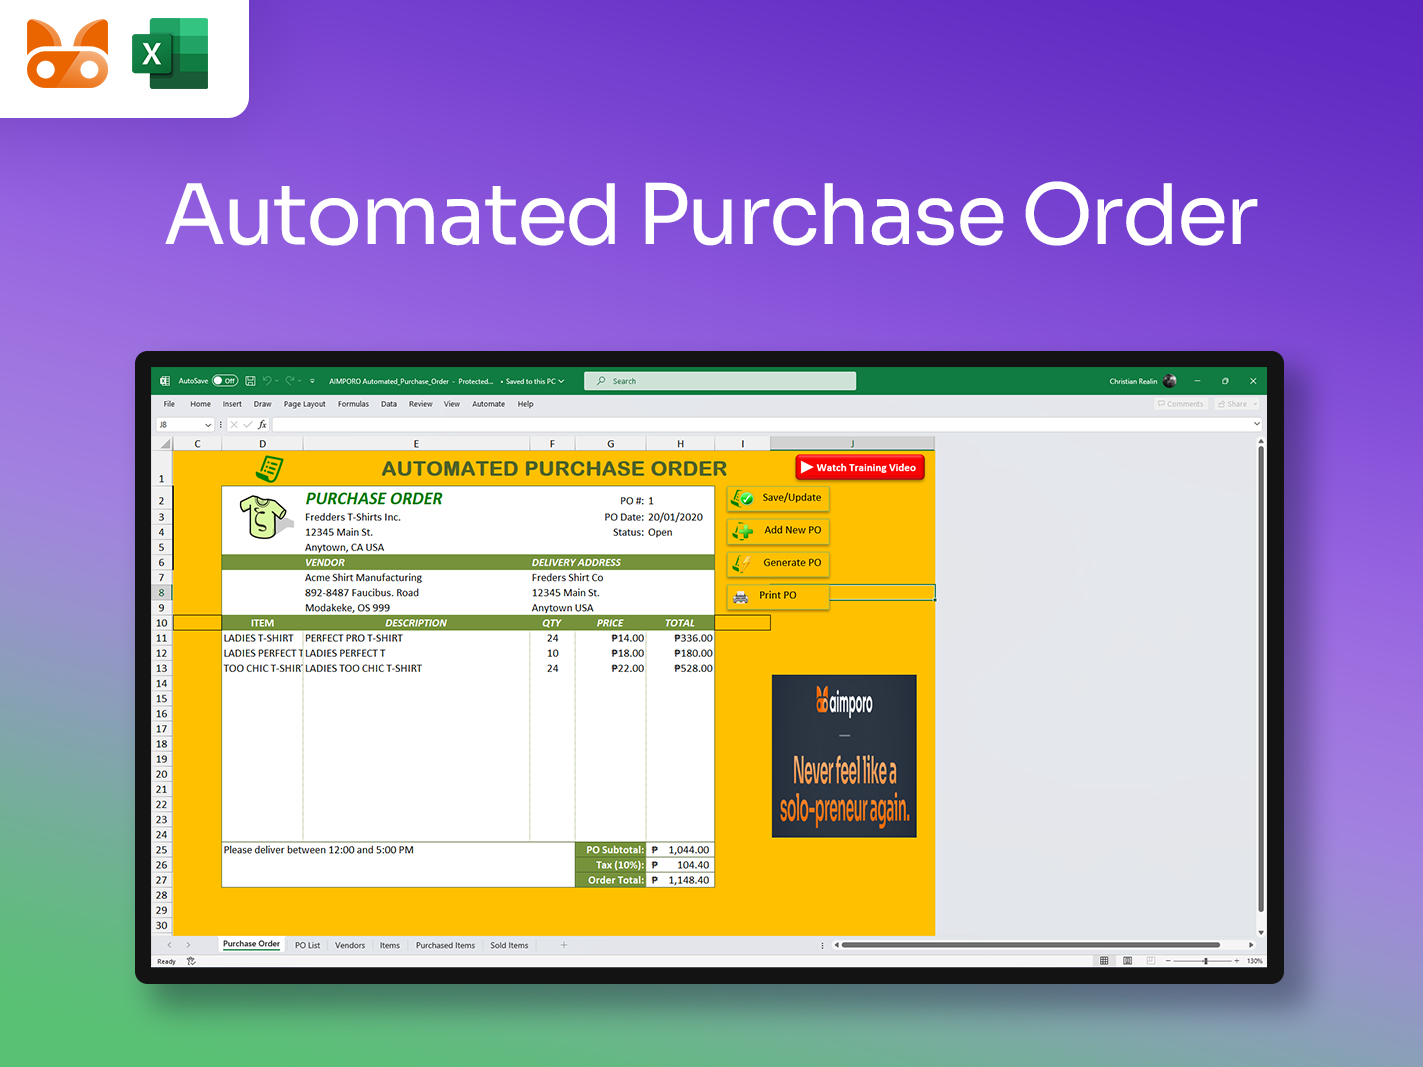 X
Automated Purchase Order
AutoSave Off AIMPORO Automated_Purchase_Order - Protected... • Saved to this PC Search Christian Realin
File Home Insert Draw Page Layout Formulas Data Review View Automate Help Comments Share
J8 fx
C D E F G H I J
1 AUTOMATED PURCHASE ORDER Watch Training Video
2 PURCHASE ORDER PO #: 1 Save/Update
3 Fredders T-Shirts Inc. PO Date: 20/01/2020
4 12345 Main St. Status: Open Add New PO
5 Anytown, CA USA
6 VENDOR DELIVERY ADDRESS Generate PO
7 Acme Shirt Manufacturing Freders Shirt Co
8 892-8487 Faucibus. Road 12345 Main St. Print PO
9 Modakeke, OS 999 Anytown USA
10 ITEM DESCRIPTION QTY PRICE TOTAL
11 LADIES T-SHIRT PERFECT PRO T-SHIRT 24 ₱14.00 ₱336.00
12 LADIES PERFECT T LADIES PERFECT T 10 ₱18.00 ₱180.00
13 TOO CHIC T-SHIR LADIES TOO CHIC T-SHIRT 24 ₱22.00 ₱528.00
14
15
16
17
18
19
20
21
22
23
24
aimporo
Never feel like a
solo-preneur again.
25 Please deliver between 12:00 and 5:00 PM PO Subtotal: ₱ 1,044.00
26 Tax (10%): ₱ 104.40
27 Order Total: ₱ 1,148.40
28
29
30
Purchase Order PO List Vendors Items Purchased Items Sold Items
Ready 130%